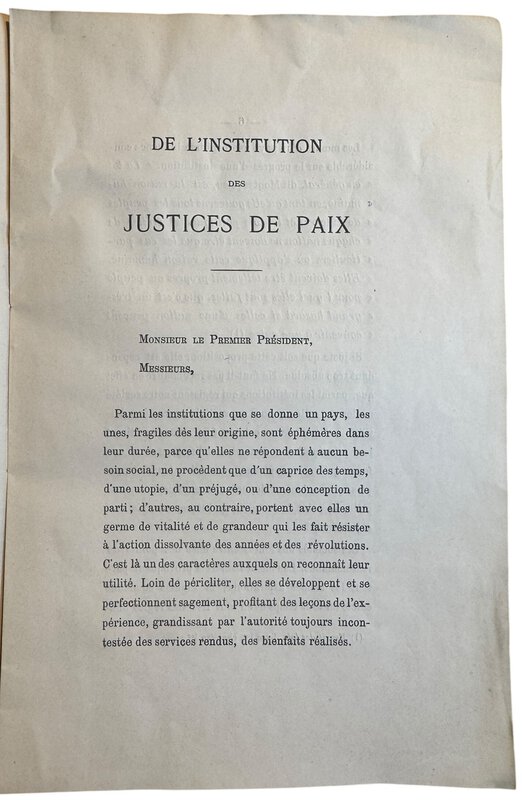 DE L'INSTITUTION
DES
JUSTICES DE PAIX
Monsieur le Premier Président,
Messieurs,
Parmi les institutions que se donne un pays, les
unes, fragiles dès leur origine, sont éphémères dans
leur durée, parce qu'elles ne répondent à aucun be-
soin social, ne procèdent que d'un caprice des temps,
d'une utopie, d'un préjugé, ou d'une conception de
parti ; d'autres, au contraire, portent avec elles un
germe de vitalité et de grandeur qui les fait résister
à l'action dissolvante des années et des révolutions.
C'est là un des caractères auxquels on reconnaît leur
utilité. Loin de péricliter, elles se développent et se
perfectionnent sagement, profitant des leçons de l'ex-
périence, grandissant par l'autorité toujours incon-
testée des services rendus, des bienfaits réalisés.